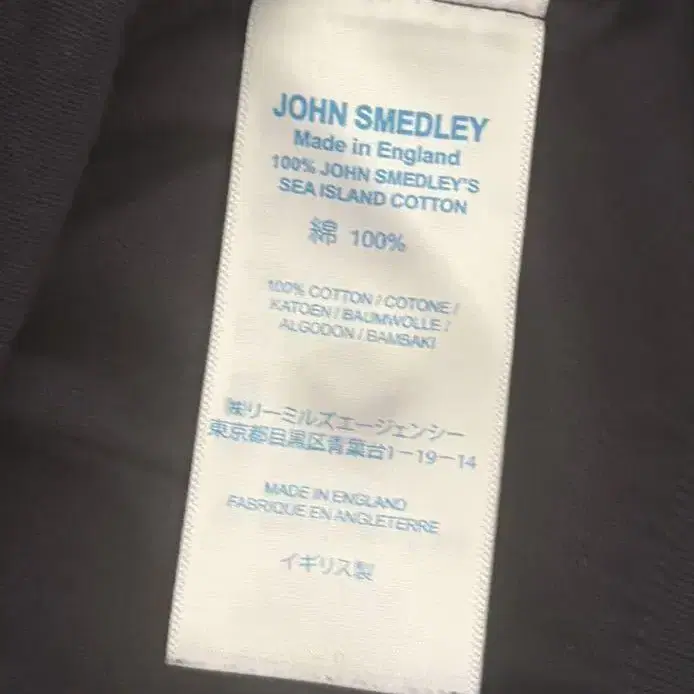 JOHN SMEDLEY
Made in England
100% JOHN SMEDLEY'S
SEA ISLAND COTTON
綿 100%
100% COTTON / COTONE /
KATOEN / BAUMWOLLE /
ALGODON / BAMBAKI
㈱リーミルズエージェンシー
東京都目黒区青葉台1-19-14
MADE IN ENGLAND
FABRIQUE EN ANGLETERRE
イギリス製